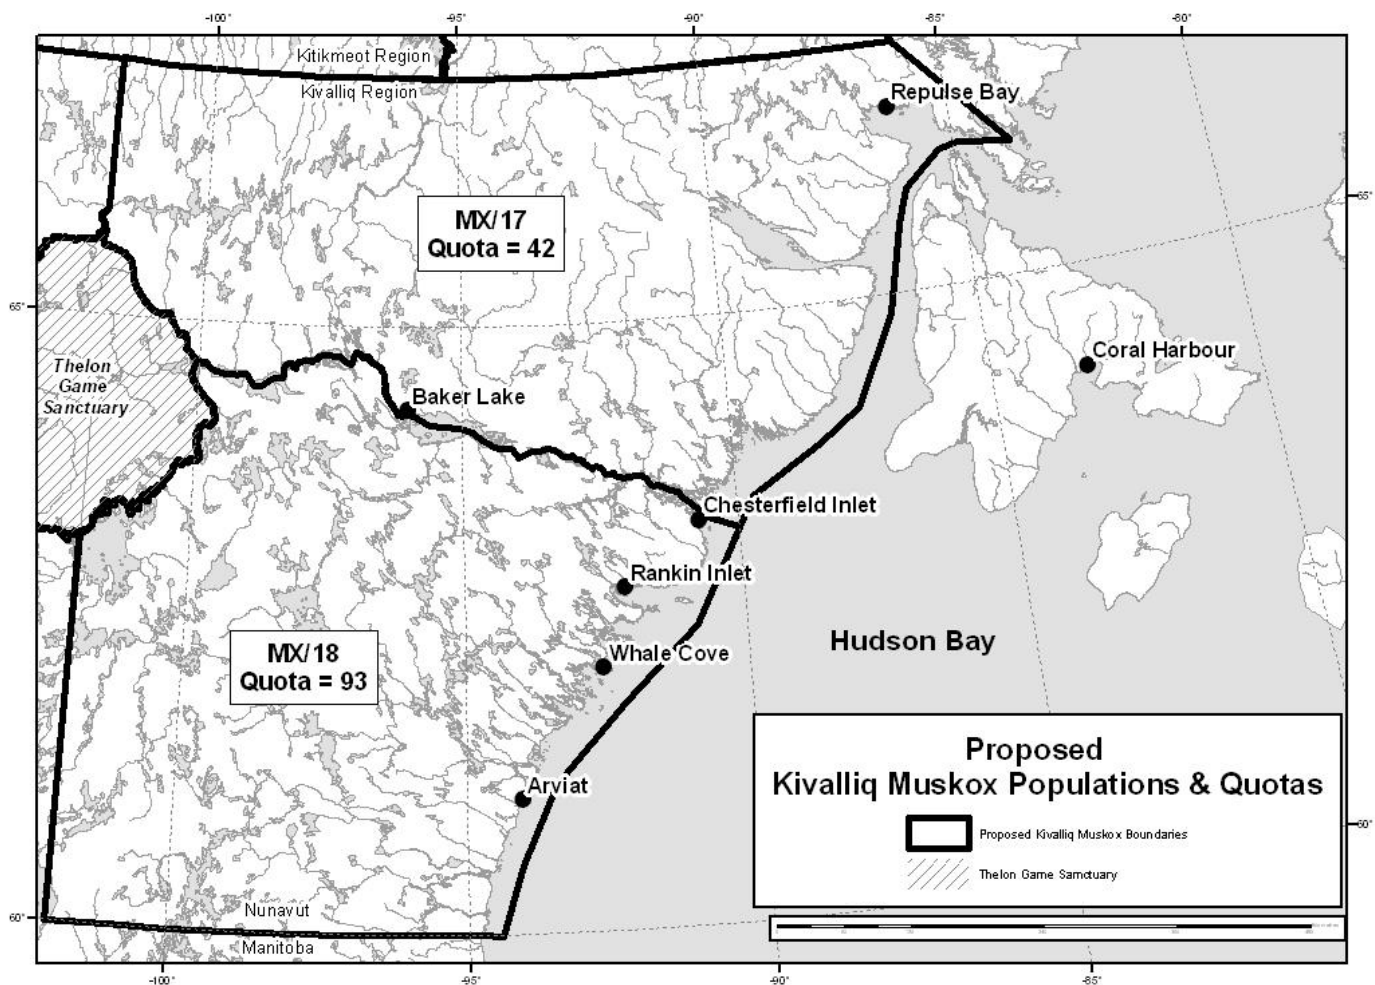 -100°
-95°
-90°
-85°
-80°
Kitikmeot Region
Kivalliq Region
Repulse Bay
MX/17
Quota = 42
65°
65°
Thelon
Game
Sanctuary
Baker Lake
Coral Harbour
Chesterfield Inlet
Rankin Inlet
Hudson Bay
MX/18
Quota = 93
Whale Cove
Arviat
Proposed
Kivalliq Muskox Populations & Quotas
Proposed Kivalliq Muskox Boundaries
Thelon Game Samctuary
60°
60°
Nunavut
Manitoba
-100°
-95°
-90°
-85°